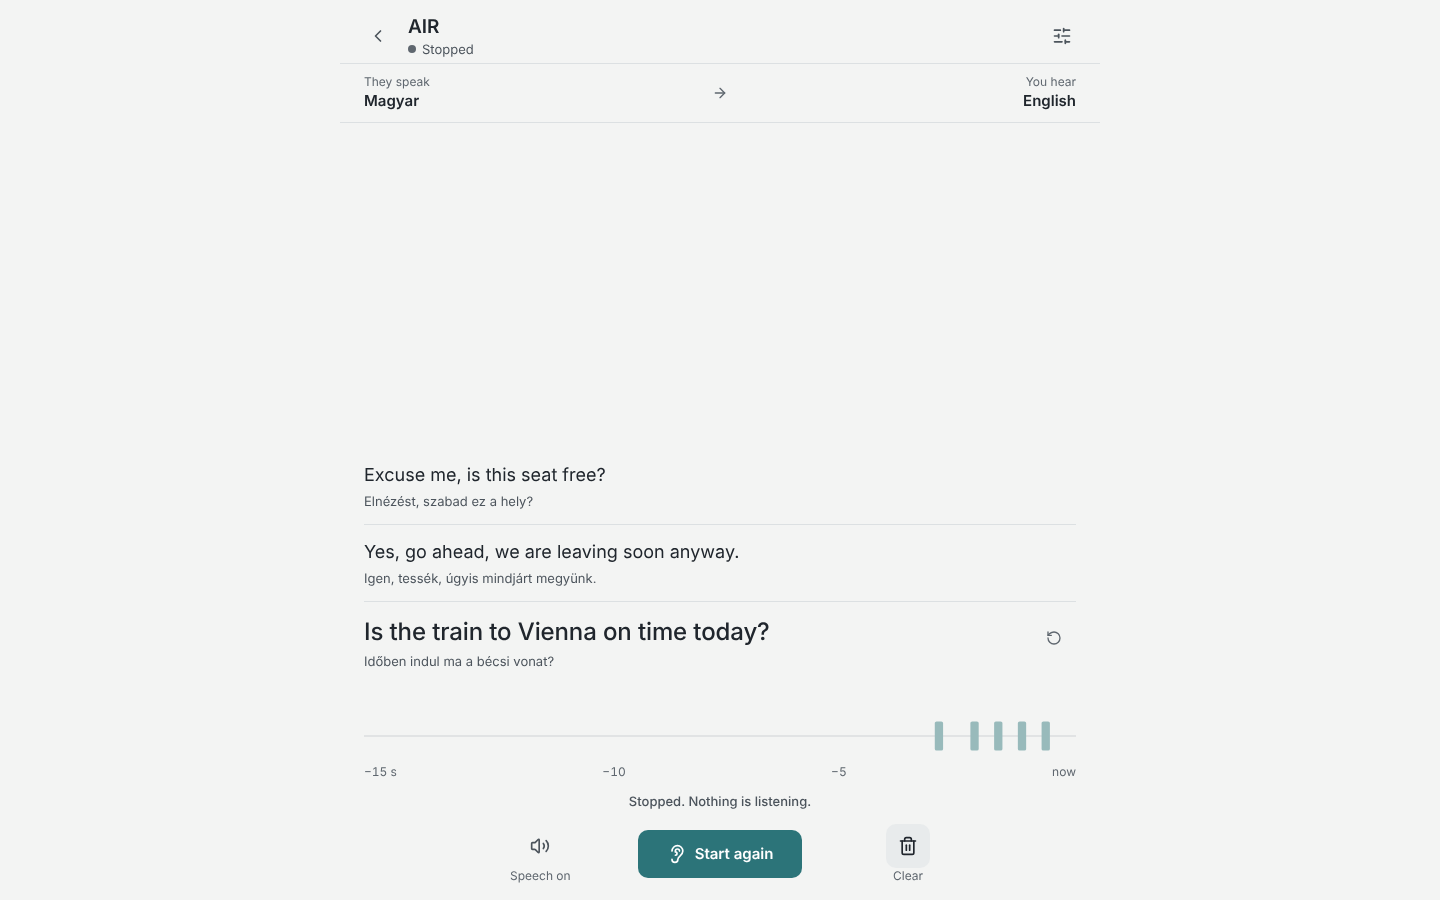 AIR
Stopped
They speak
Magyar
You hear
English
Excuse me, is this seat free?
Elnézést, szabad ez a hely?
Yes, go ahead, we are leaving soon anyway.
Igen, tessék, úgyis mindjárt megyünk.
Is the train to Vienna on time today?
Időben indul ma a bécsi vonat?
−15 s
−10
−5
now
Stopped. Nothing is listening.
Speech on
Start again
Clear